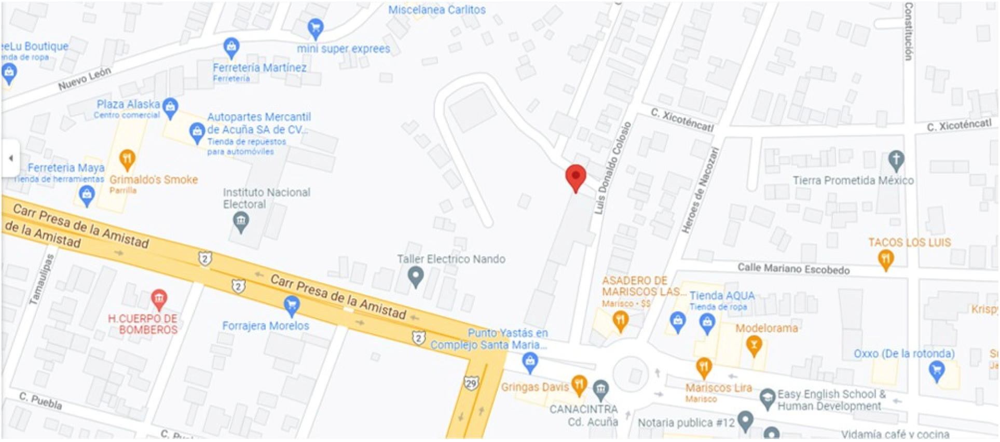 Miscelanea Carlitos
Constitución
eeLu Boutique
enda de ropa
mini super exprees
Ferretería Martínez
Ferretería
Nuevo León
Plaza Alaska
Centro comercial
Autopartes Mercantil
de Acuña SA de CV...
Tienda de repuestos
para automóviles
C. Xicoténcatl
C. Xicoténcatl
Luis Donaldo Colosio
Heroes de Nacozari
Ferreteria Maya
Tienda de herramientas
Grimaldo's Smoke
Parrilla
Instituto Nacional
Electoral
Tierra Prometida México
Carr Presa de la Amistad
de la Amistad
2
TACOS LOS LUIS
Taller Electrico Nando
Calle Mariano Escobedo
Tamaulipas
2
Carr Presa de la Amistad
ASADERO DE
MARISCOS LAS...
Marisco • $$
Tienda AQUA
Tienda de ropa
H.CUERPO DE
BOMBEROS
Forrajera Morelos
2
Punto Yastás en
Complejo Santa Maria...
Modelorama
Krispy
Oxxo (De la rotonda)
Su
Ja
29
Gringas Davis
CANACINTRA
Cd. Acuña
Mariscos Lira
Marisco
Easy English School &
Human Development
C. Puebla
C. Puebla
Notaria publica #12
Vidamía café y cocina